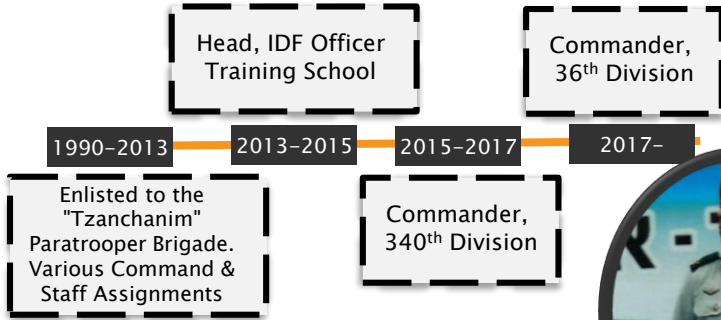 Head, IDF Officer
Training School
Commander,
36th Division
1990-2013
2013-2015
2015-2017
2017-
Enlisted to the
"Tzanchanim"
Paratrooper Brigade.
Various Command &
Staff Assignments
Commander,
340th Division